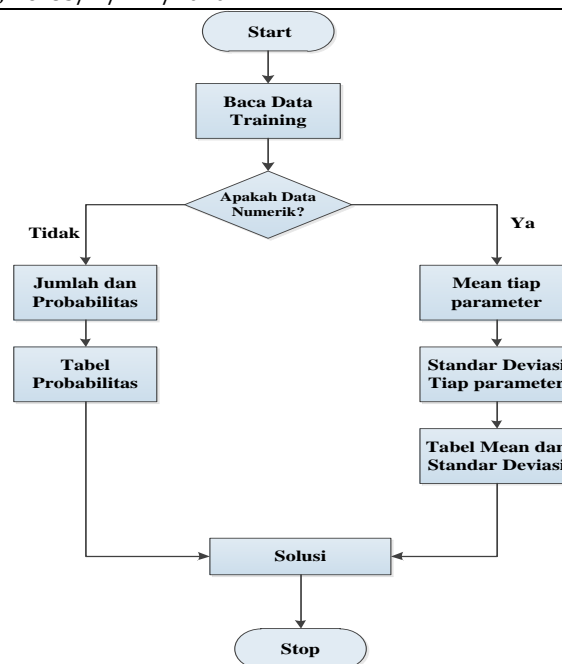 Start
Baca Data
Training
Apakah Data
Numerik?
Tidak
Ya
Jumlah dan
Probabilitas
Mean tiap
parameter
Tabel
Probabilitas
Standar Deviasi
Tiap parameter
Tabel Mean dan
Standar Deviasi
Solusi
Stop